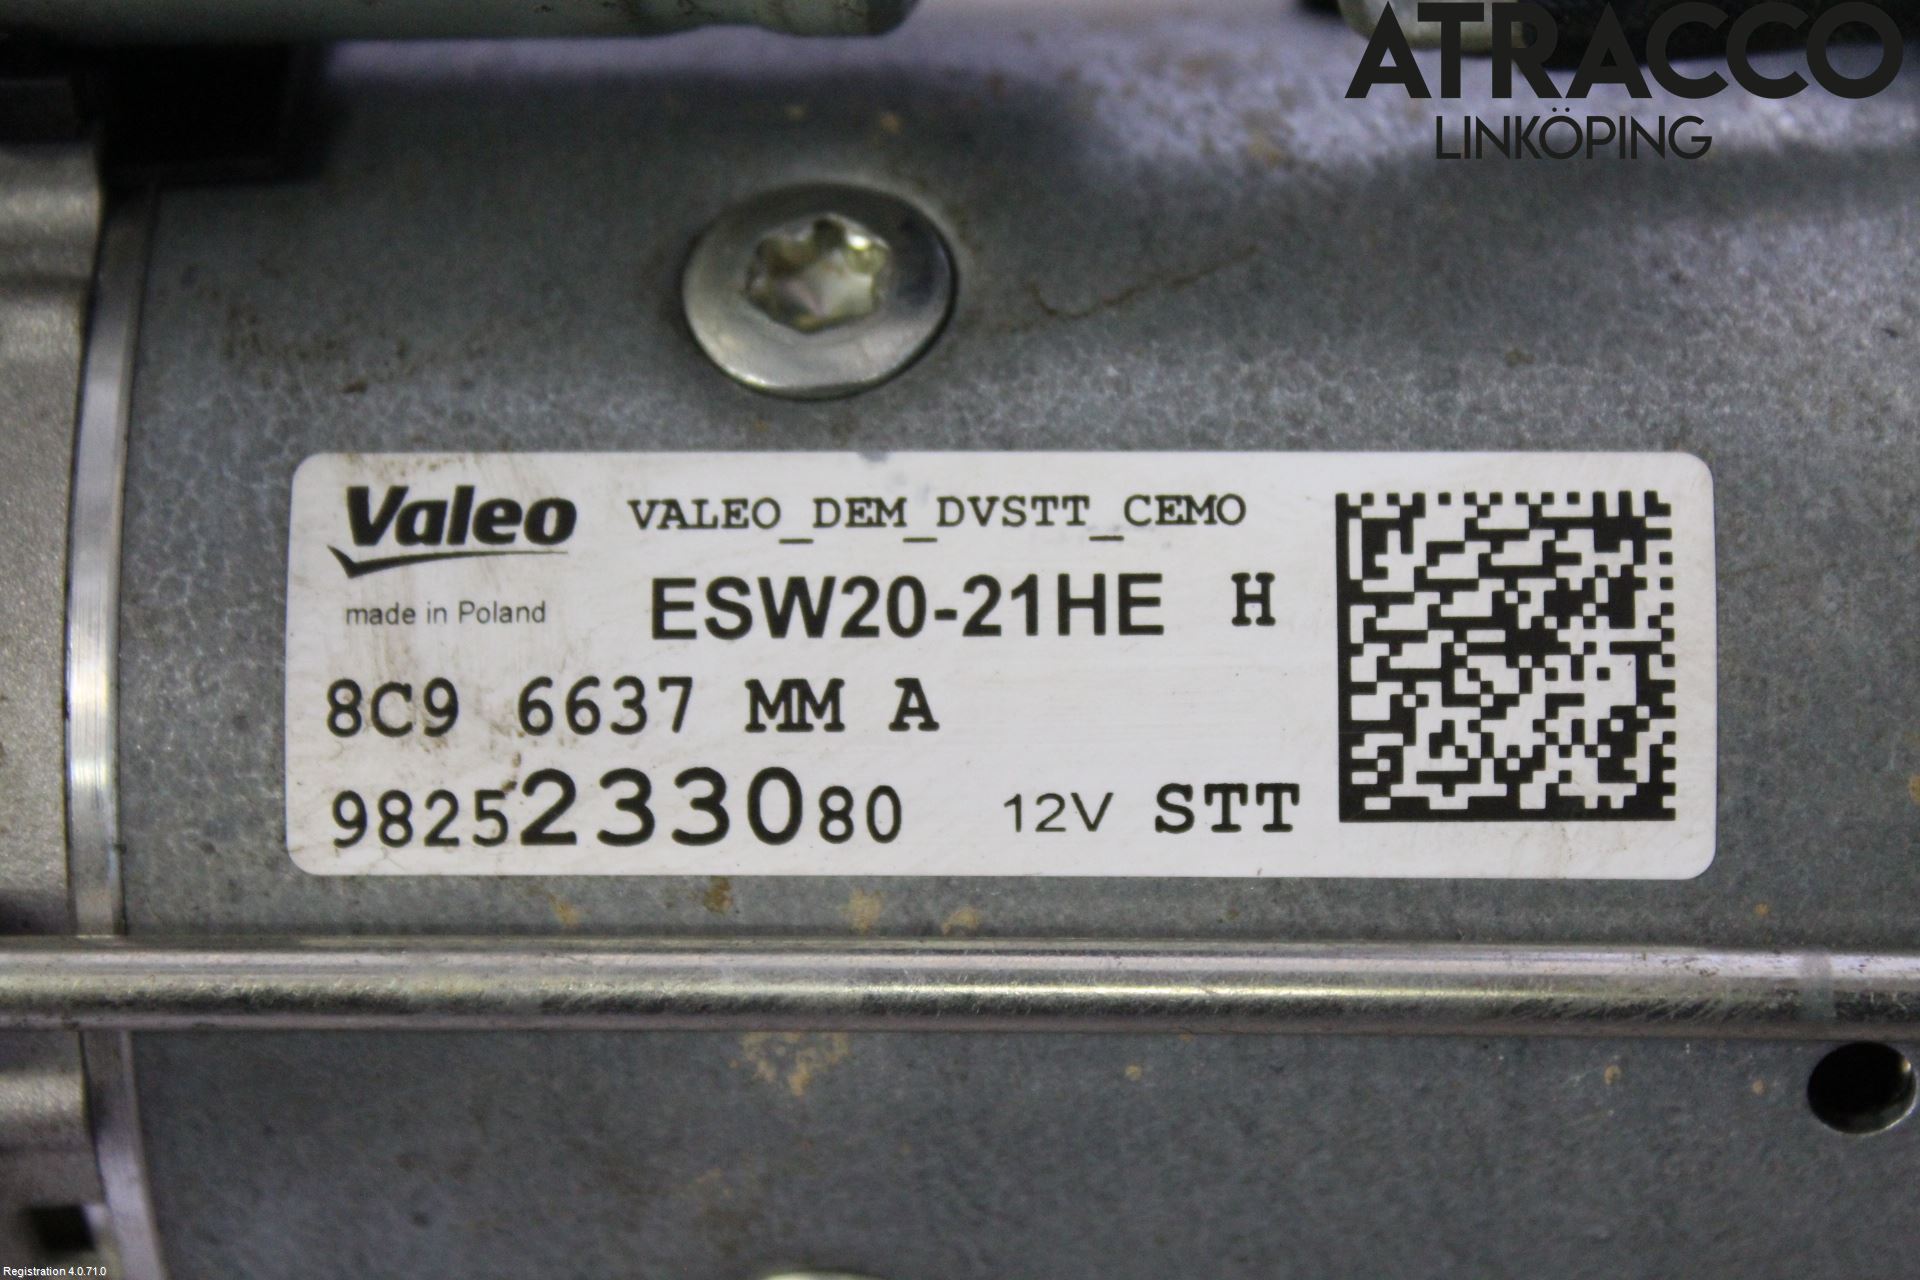 ATRACCO
LINKÖPING
Valeo VALEO_DEM_DVSTT_CEMO
made in Poland ESW20-21HE H
8C9 6637 MM A
9825233080 12V STT
Registration 4.0.71.0